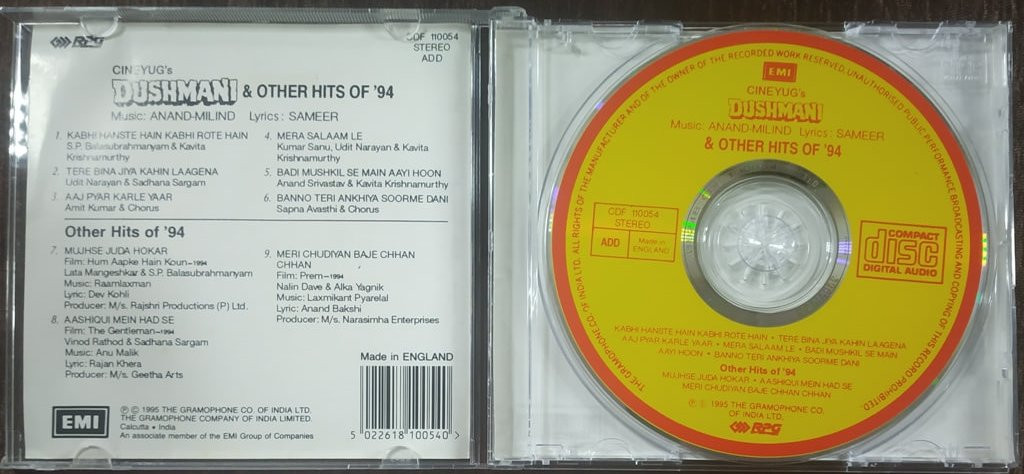 RPG
CDF 110054
STEREO
ADD
CINEYUG's
DUSHMANI & OTHER HITS OF '94
Music: ANAND-MILIND Lyrics: SAMEER
1. KABHI HANSTE HAIN KABHI ROTE HAIN
S.P. Balasubrahmanyam & Kavita
Krishnamurthy
2. TERE BINA JIYA KAHIN LAAGENA
Udit Narayan & Sadhana Sargam
3. AAJ PYAR KARLE YAAR
Amit Kumar & Chorus
4. MERA SALAAM LE
Kumar Sanu, Udit Narayan & Kavita
Krishnamurthy
5. BADI MUSHKIL SE MAIN AAYI HOON
Anand Srivastav & Kavita Krishnamurthy
6. BANNO TERI ANKHIYA SOORME DANI
Sapna Avasthi & Chorus
Other Hits of '94
7. MUJHSE JUDA HOKAR
Film: Hum Aapke Hain Koun-1994
Lata Mangeshkar & S.P. Balasubrahmanyam
Music: Raamlaxman
Lyric: Dev Kohli
Producer: M/s. Rajshri Productions (P) Ltd.
8. AASHIQUI MEIN HAD SE
Film: The Gentleman-1994
Vinod Rathod & Sadhana Sargam
Music: Anu Malik
Lyric: Rajan Khera
Producer: M/s. Geetha Arts
9. MERI CHUDIYAN BAJE CHHAN
CHHAN
Film: Prem-1994
Nalin Dave & Alka Yagnik
Music: Laxmikant Pyarelal
Lyric: Anand Bakshi
Producer: M/s. Narasimha Enterprises
Made in ENGLAND
EMI
Ⓟ © 1995 THE GRAMOPHONE CO. OF INDIA LTD.
THE GRAMOPHONE COMPANY OF INDIA LIMITED
Calcutta • India
An associate member of the EMI Group of Companies
5 022618 100540 >
THE GRAMOPHONE CO. OF INDIA LTD. ALL RIGHTS OF THE MANUFACTURER AND OF THE OWNER OF THE RECORDED WORK RESERVED. UNAUTHORISED PUBLIC PERFORMANCE BROADCASTING AND COPYING OF THIS RECORD PROHIBITED
EMI
CINEYUG's
DUSHMANI
Music: ANAND-MILIND Lyrics: SAMEER
& OTHER HITS OF '94
CDF 110054
STEREO
ADD
Made in
ENGLAND
COMPACT
disc
DIGITAL AUDIO
KABHI HANSTE HAIN KABHI ROTE HAIN • TERE BINA JIYA KAHIN LAAGENA
AAJ PYAR KARLE YAAR • MERA SALAAM LE • BADI MUSHKIL SE MAIN
AAYI HOON • BANNO TERI ANKHIYA SOORME DANI
Other Hits of '94
MUJHSE JUDA HOKAR • AASHIQUI MEIN HAD SE
MERI CHUDIYAN BAJE CHHAN CHHAN
Ⓟ © 1995 THE GRAMOPHONE CO.
OF INDIA LTD.
RPG